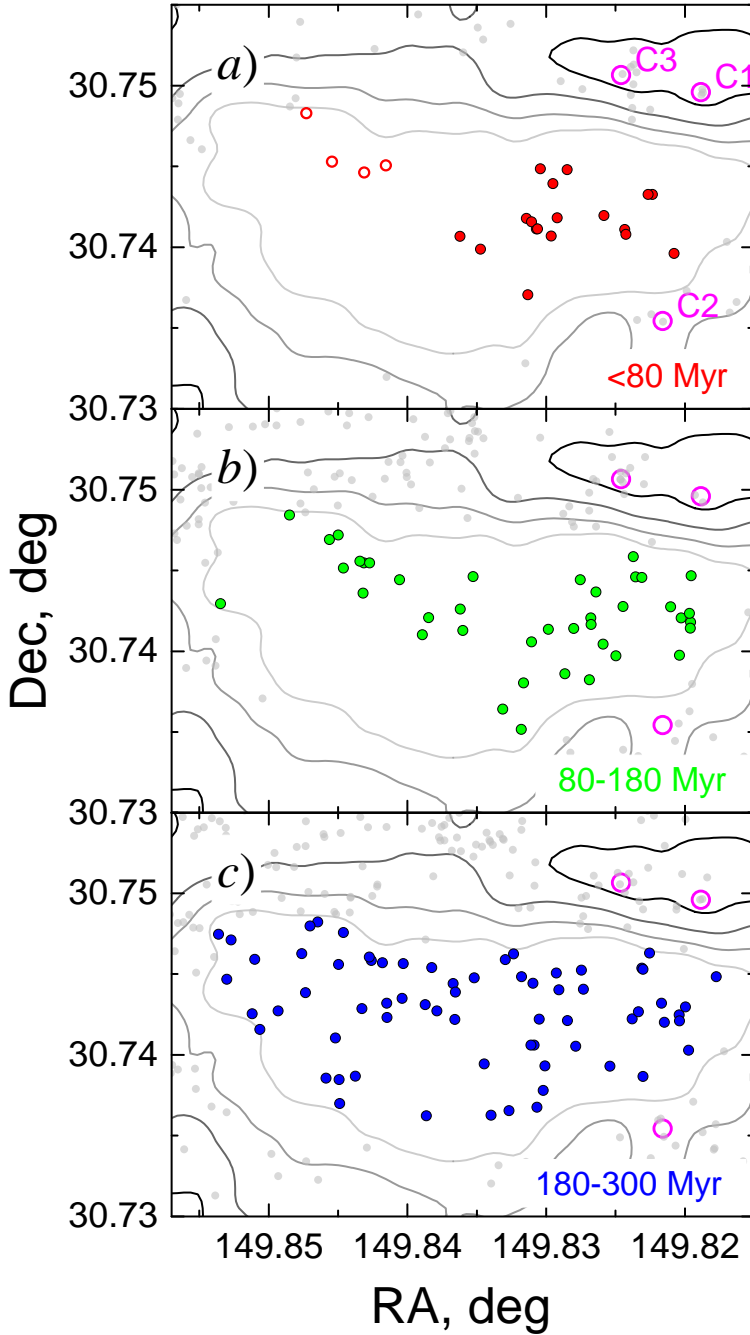 a)
C3
C1
30.75
30.74
C2
<80 Myr
30.73
b)
30.75
Dec, deg
30.74
80-180 Myr
30.73
c)
30.75
30.74
180-300 Myr
30.73
149.85 149.84 149.83 149.82
RA, deg